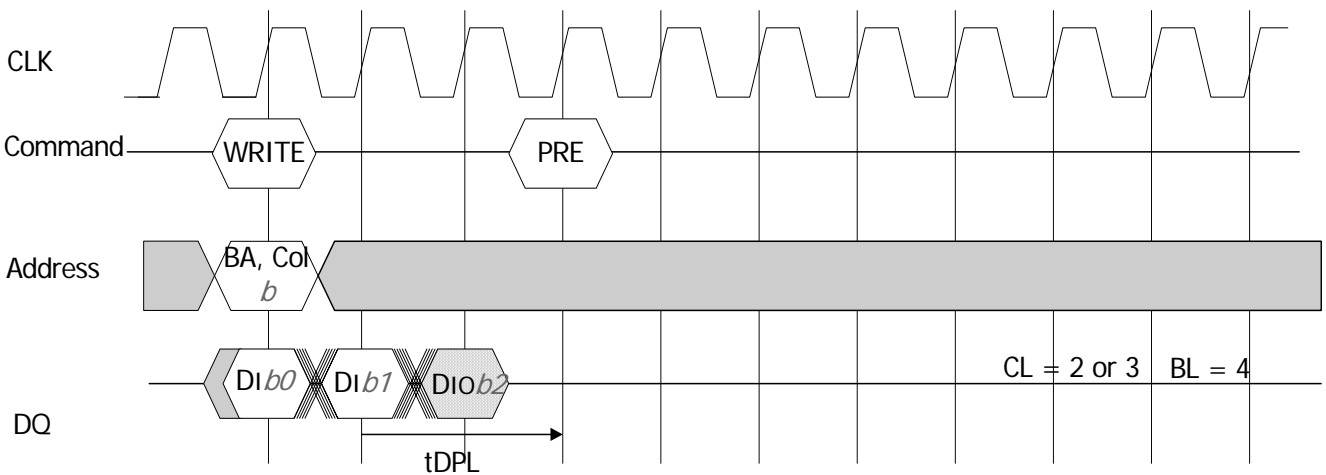 CLK
Command
WRITE
PRE
Address
BA, Col
b
DQ
DIb0
DIb1
DIOb2
CL = 2 or 3
BL = 4
tDPL